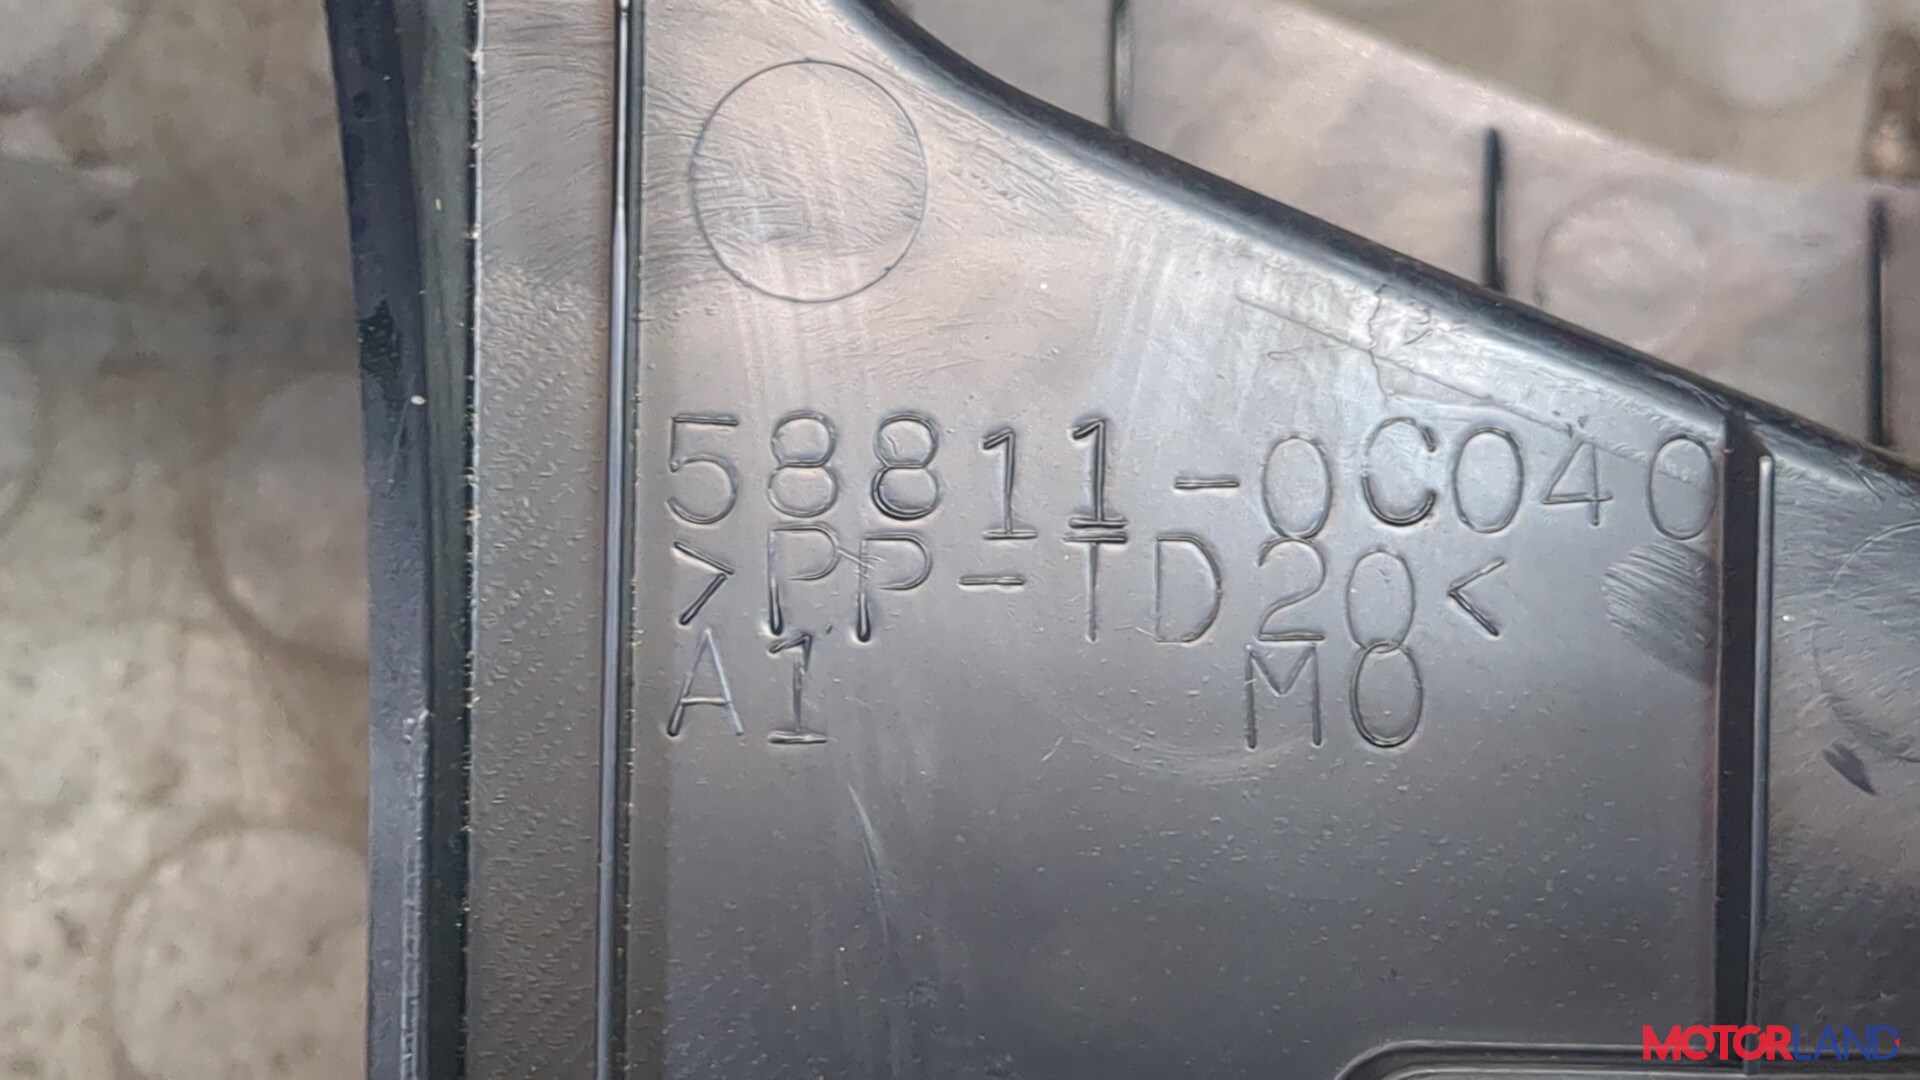 58811-0C040
>PP-TD20<
A1 M0
MOTORLAND